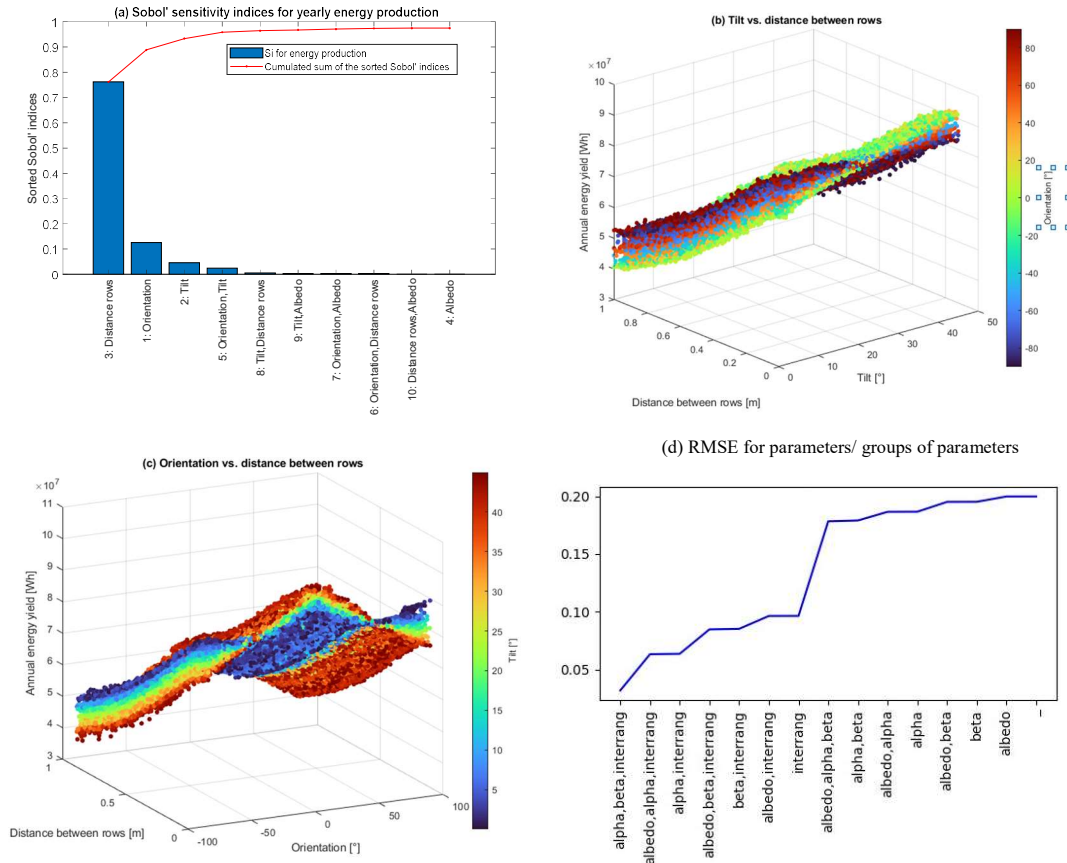 (a) Sobol' sensitivity indices for yearly energy production
Sorted Sobol' indices
1
0.9
0.8
0.7
0.6
0.5
0.4
0.3
0.2
0.1
0
Si for energy production
Cumulated sum of the sorted Sobol' indices
3: Distance rows
1: Orientation
2: Tilt
5: Orientation,Tilt
8: Tilt,Distance rows
9: Tilt,Albedo
7: Orientation,Albedo
6: Orientation,Distance rows
10: Distance rows,Albedo
4: Albedo
(b) Tilt vs. distance between rows
×10⁷
Annual energy yield [Wh]
10
9
8
7
6
5
4
3
1
0.8
0.6
0.4
0.2
0
Distance between rows [m]
0
10
20
30
40
50
Tilt [°]
80
60
40
20
0
-20
-40
-60
-80
Orientation [°]
(c) Orientation vs. distance between rows
×10⁷
Annual energy yield [Wh]
11
10
9
8
7
6
5
4
3
1
0.5
0
Distance between rows [m]
-100
-50
0
50
100
Orientation [°]
40
35
30
25
20
15
10
5
Tilt [°]
(d) RMSE for parameters/ groups of parameters
0.20
0.15
0.10
0.05
alpha,beta,interrang
albedo,alpha,interrang
alpha,interrang
albedo,beta,interrang
beta,interrang
albedo,interrang
interrang
albedo,alpha,beta
alpha,beta
albedo,alpha
alpha
albedo,beta
beta
albedo
_